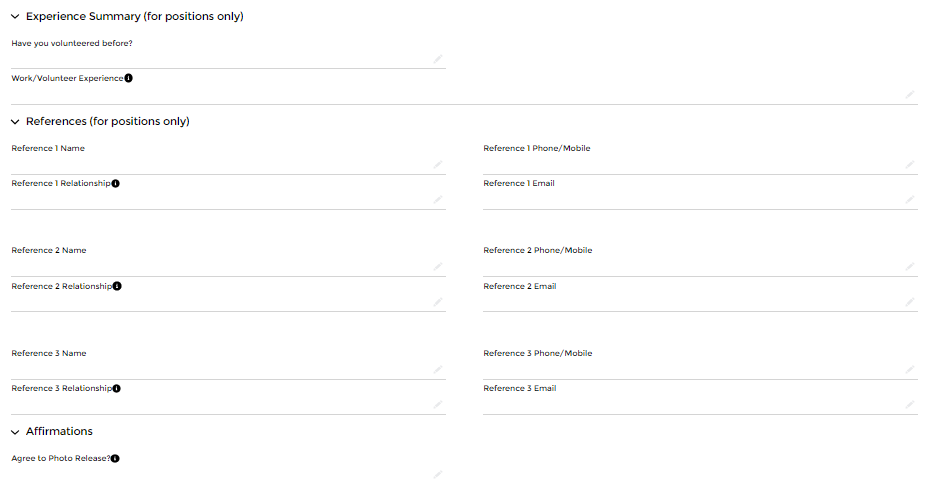 Experience Summary (for positions only)
Have you volunteered before?
Work/Volunteer Experience
References (for positions only)
Reference 1 Name
Reference 1 Phone/Mobile
Reference 1 Relationship
Reference 1 Email
Reference 2 Name
Reference 2 Phone/Mobile
Reference 2 Relationship
Reference 2 Email
Reference 3 Name
Reference 3 Phone/Mobile
Reference 3 Relationship
Reference 3 Email
Affirmations
Agree to Photo Release?